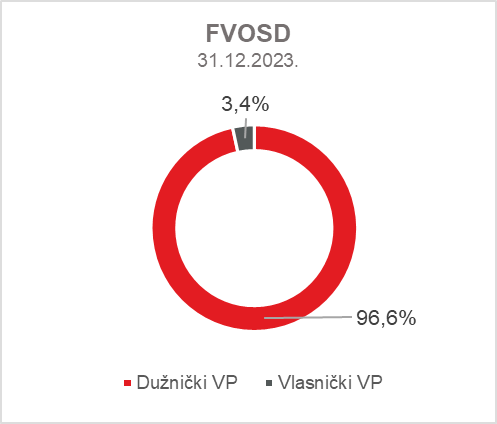 FVOSD
31.12.2023.
3,4%
96,6%
Dužnički VP
Vlasnički VP